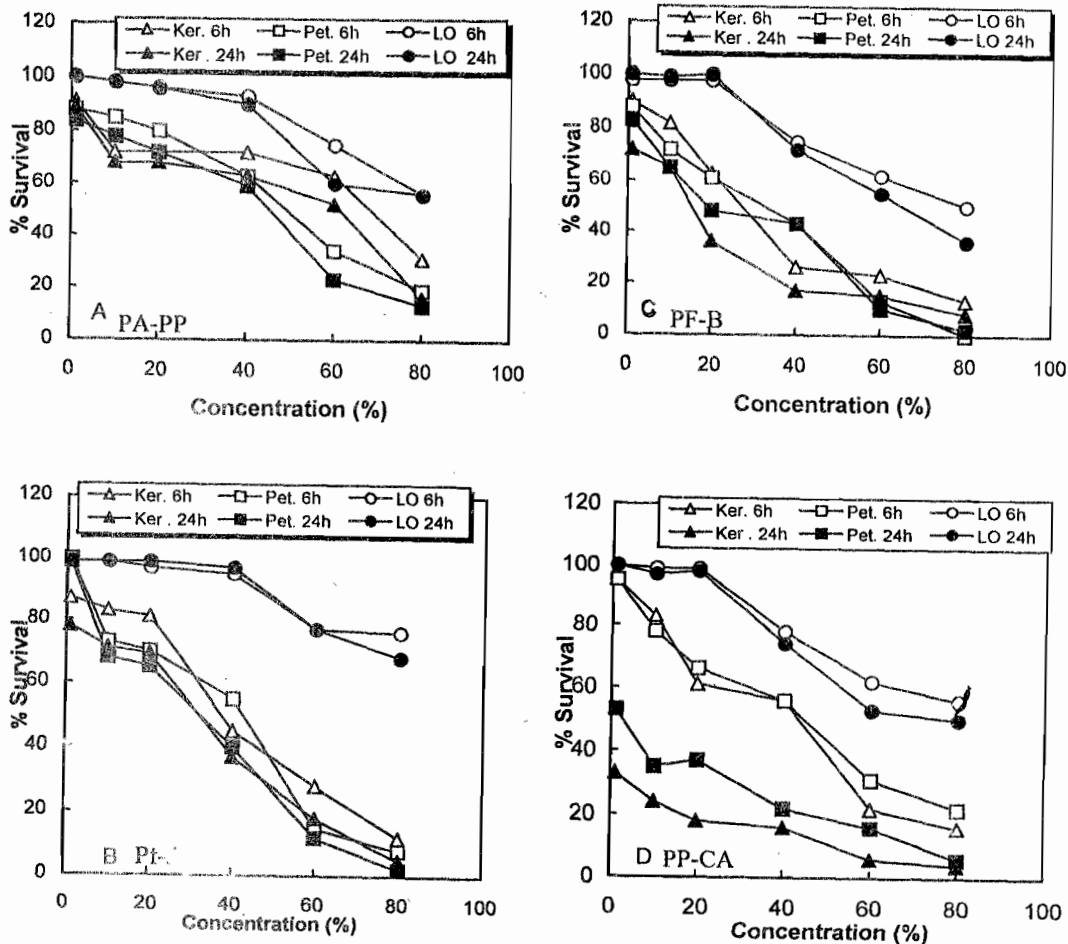 120
100
80
60
40
20
0
% Survival
Ker. 6h Pet. 6h LO 6h
Ker . 24h Pet. 24h LO 24h
A PA-PP
0 20 40 60 80 100
Concentration (%)
120
100
80
60
40
20
0
% Survival
Ker. 6h Pet. 6h LO 6h
Ker. 24h Pet. 24h LO 24h
C PF-B
0 20 40 60 80 100
Concentration (%)
120
100
80
60
40
20
0
% Survival
Ker. 6h Pet. 6h LO 6h
Ker . 24h Pet. 24h LO 24h
B
0 20 40 60 80 100
Concentration (%)
120
100
80
60
40
20
0
% Survival
Ker. 6h Pet. 6h LO 6h
Ker. 24h Pet. 24h LO 24h
D PP-CA
0 20 40 60 80 100
Concentration (%)